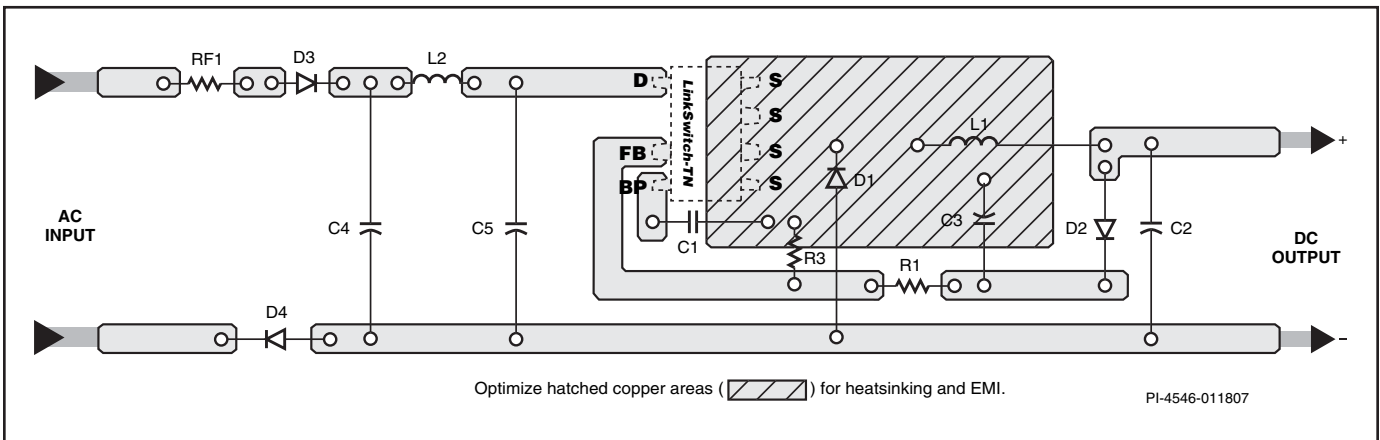 RF1
D3
L2
D
LinkSwitch-TN
S
S
FB
S
BP
S
L1
+
D1
C3
AC
INPUT
C4
C5
C1
R3
D2
C2
DC
OUTPUT
R1
D4
–
Optimize hatched copper areas ( ) for heatsinking and EMI.
PI-4546-011807